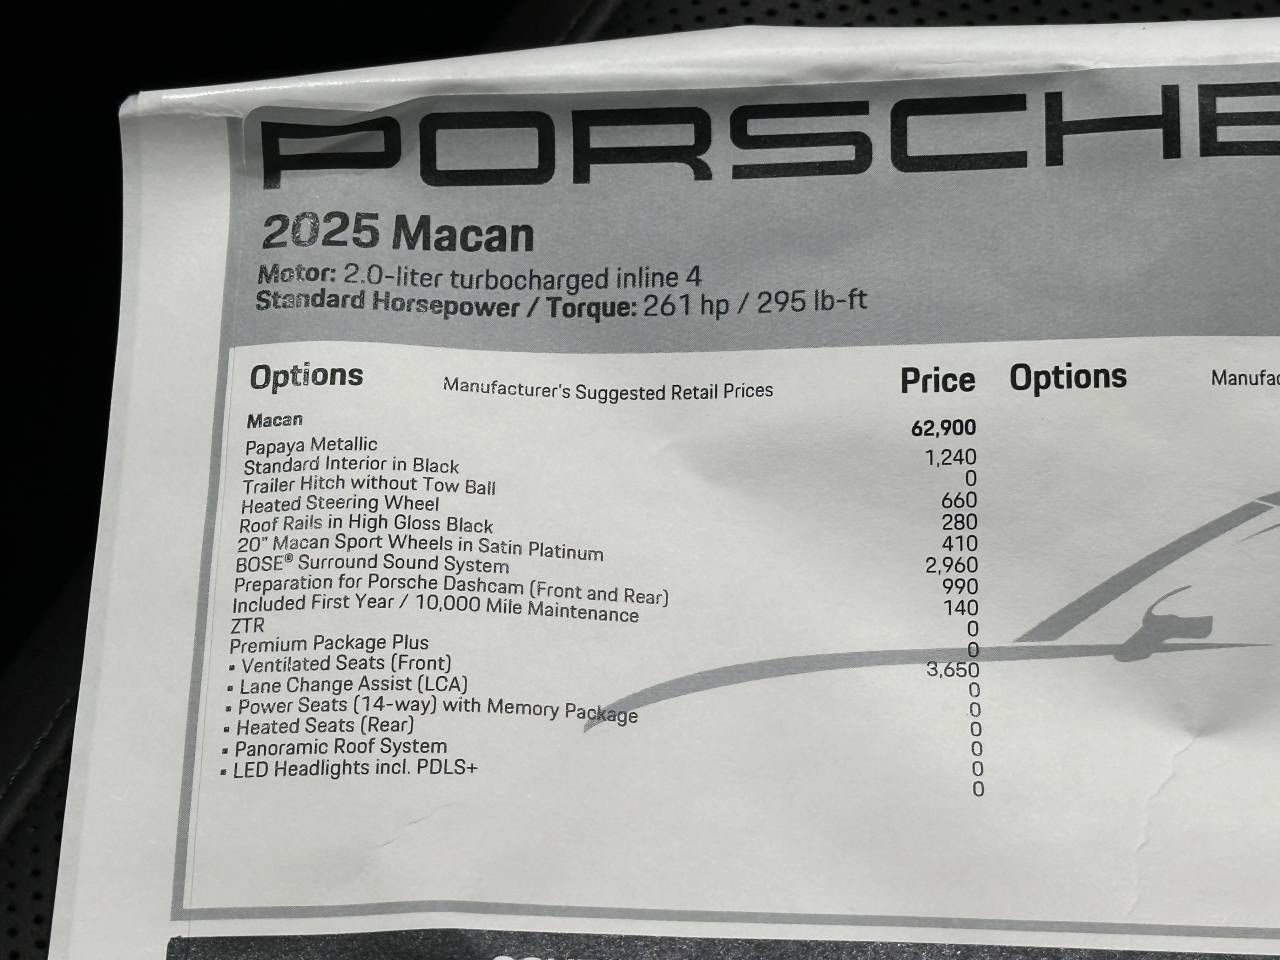 PORSCHE
2025 Macan
Motor: 2.0-liter turbocharged inline 4
Standard Horsepower / Torque: 261 hp / 295 lb-ft
Options Manufacturer's Suggested Retail Prices Price Options
Macan 62,900
Papaya Metallic 1,240
Standard Interior in Black 0
Trailer Hitch without Tow Ball 660
Heated Steering Wheel 280
Roof Rails in High Gloss Black 410
20" Macan Sport Wheels in Satin Platinum 2,960
BOSE® Surround Sound System 990
Preparation for Porsche Dashcam (Front and Rear) 140
Included First Year / 10,000 Mile Maintenance 0
ZTR 0
Premium Package Plus 3,650
▪ Ventilated Seats (Front) 0
▪ Lane Change Assist (LCA) 0
▪ Power Seats (14-way) with Memory Package 0
▪ Heated Seats (Rear) 0
▪ Panoramic Roof System 0
▪ LED Headlights incl. PDLS+ 0